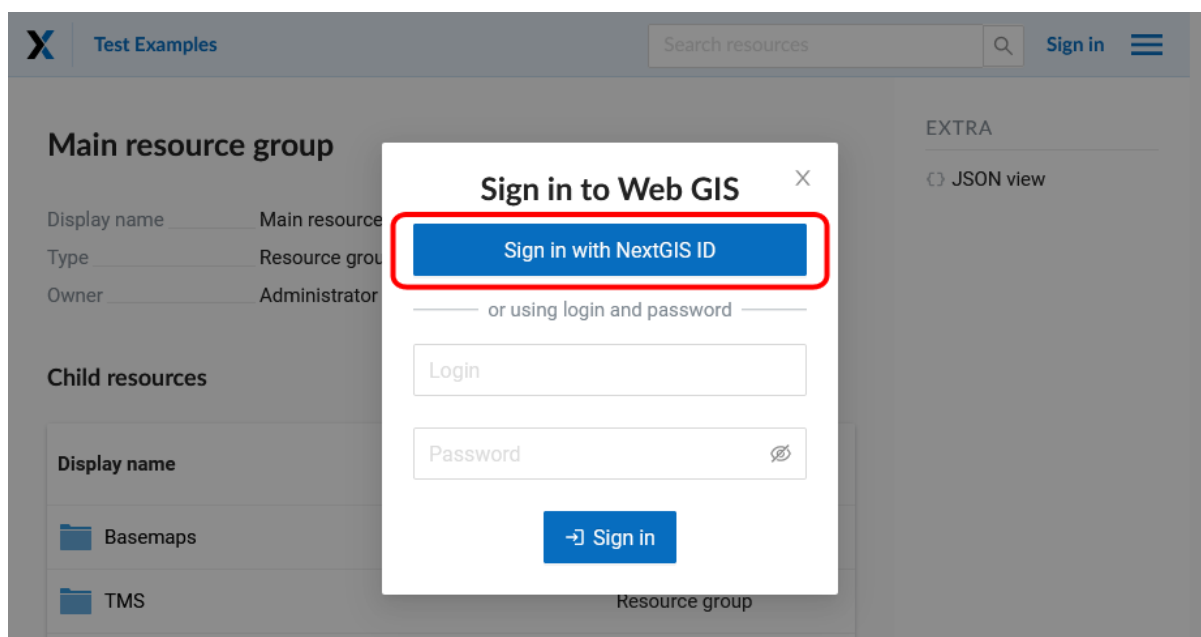 Test Examples
Search resources
Sign in
Main resource group
EXTRA
JSON view
Display name Main resource
Type Resource grou
Owner Administrator
Child resources
Display name
Basemaps
TMS Resource group
Sign in to Web GIS
Sign in with NextGIS ID
or using login and password
Login
Password
Sign in